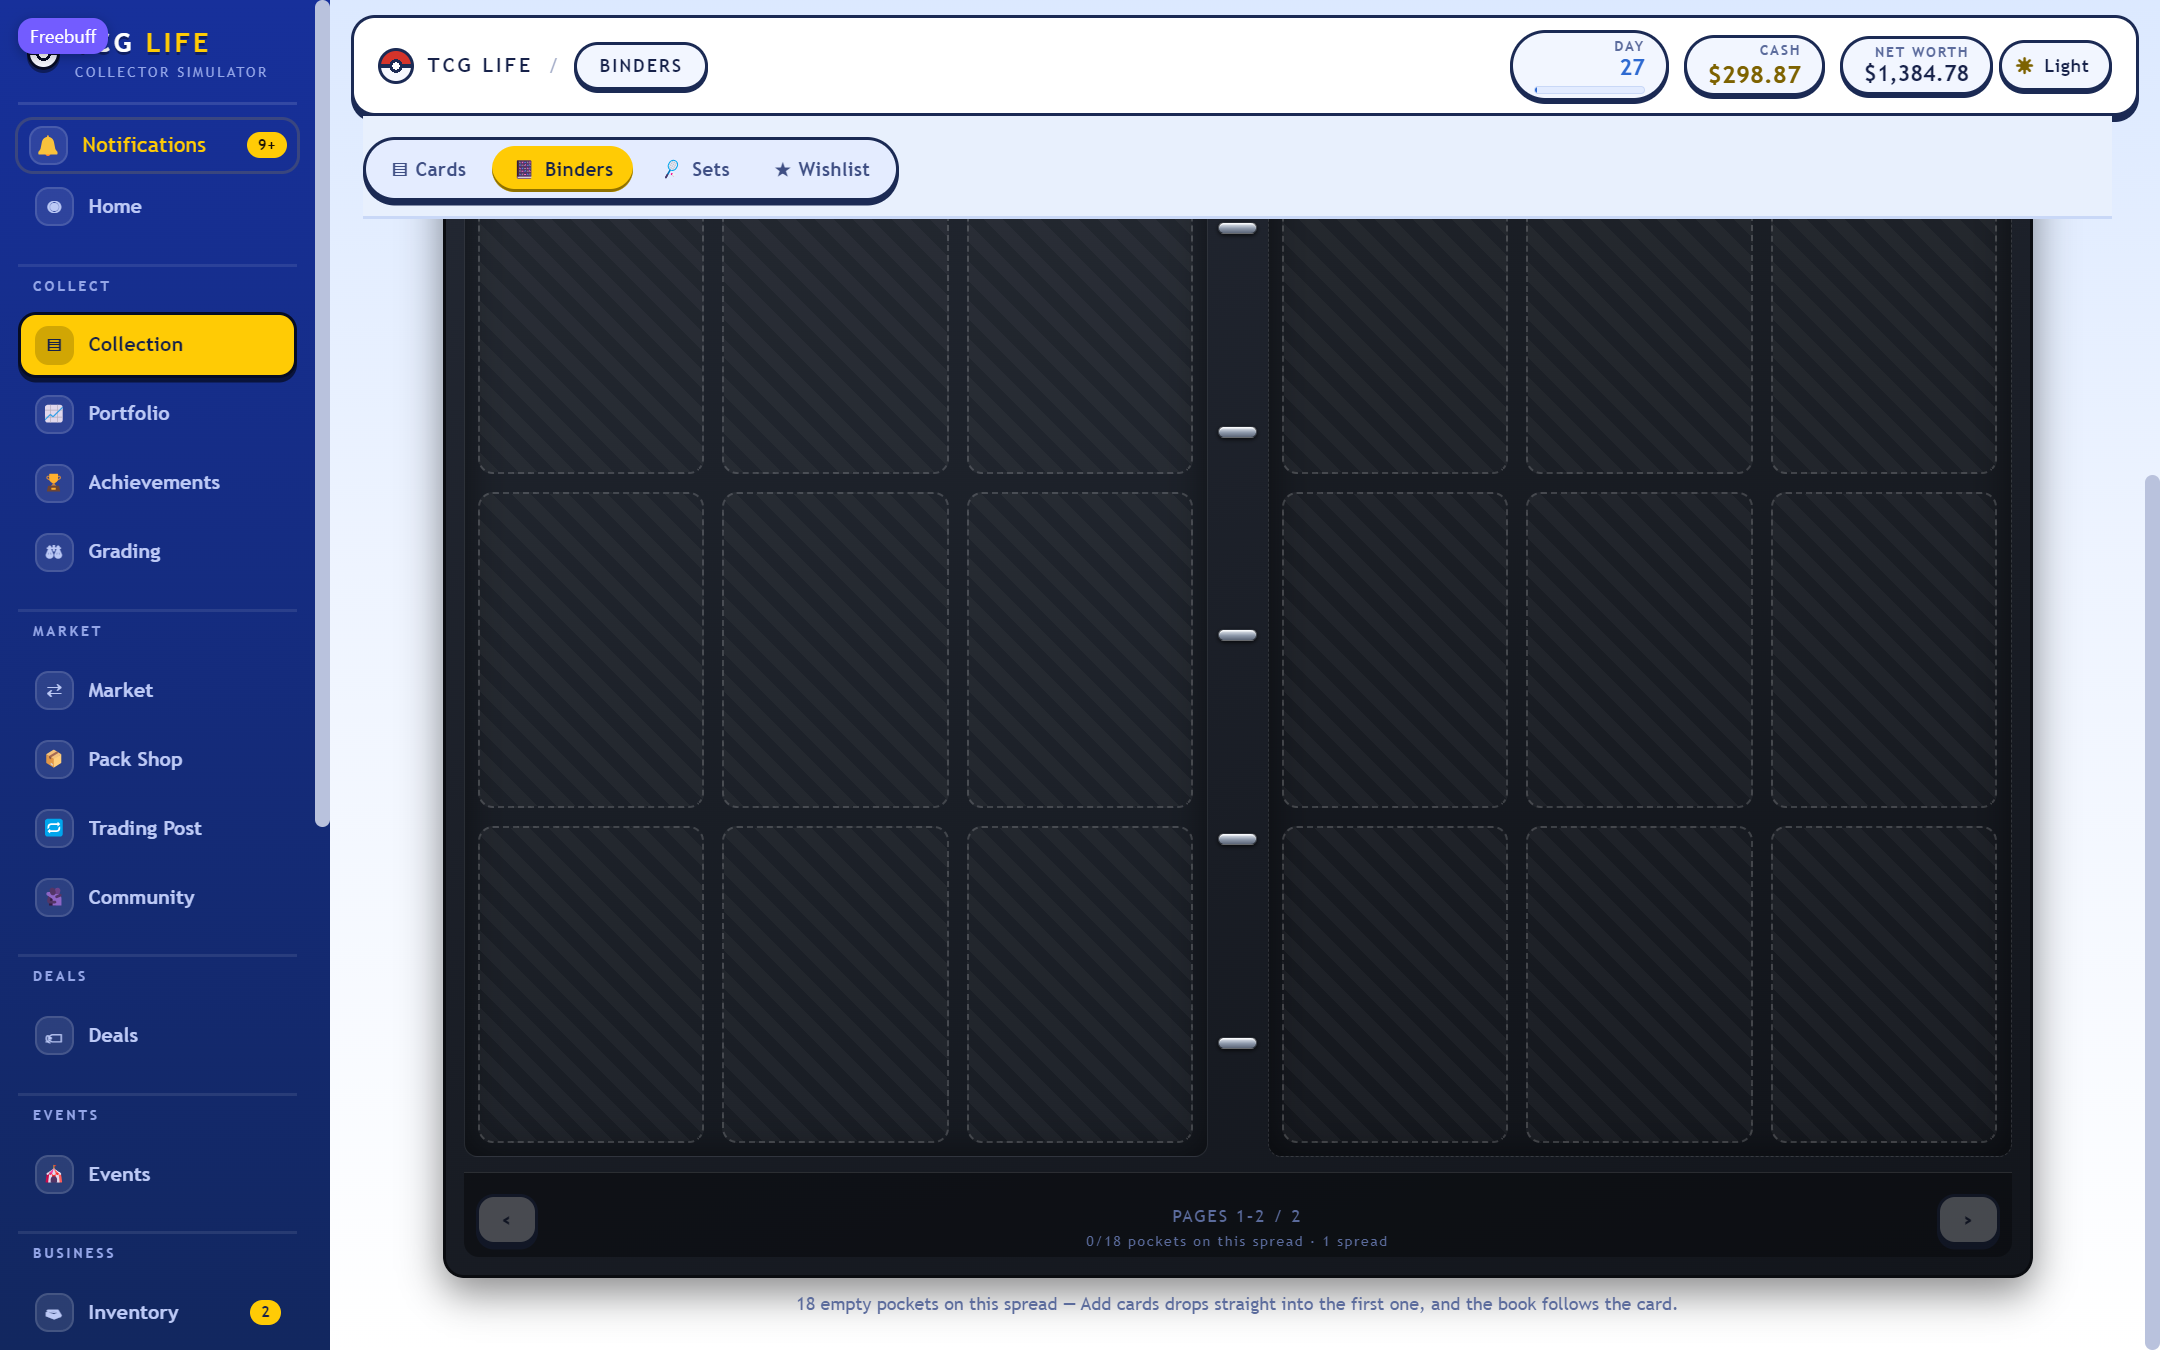 Freebuff
CG LIFE
COLLECTOR SIMULATOR
Notifications 9+
Home
COLLECT
Collection
Portfolio
Achievements
Grading
MARKET
Market
Pack Shop
Trading Post
Community
DEALS
Deals
EVENTS
Events
BUSINESS
Inventory 2
TCG LIFE / BINDERS
DAY
27
CASH
$298.87
NET WORTH
$1,384.78
Light
Cards
Binders
Sets
Wishlist
<
PAGES 1–2 / 2
0/18 pockets on this spread · 1 spread
>
18 empty pockets on this spread — Add cards drops straight into the first one, and the book follows the card.